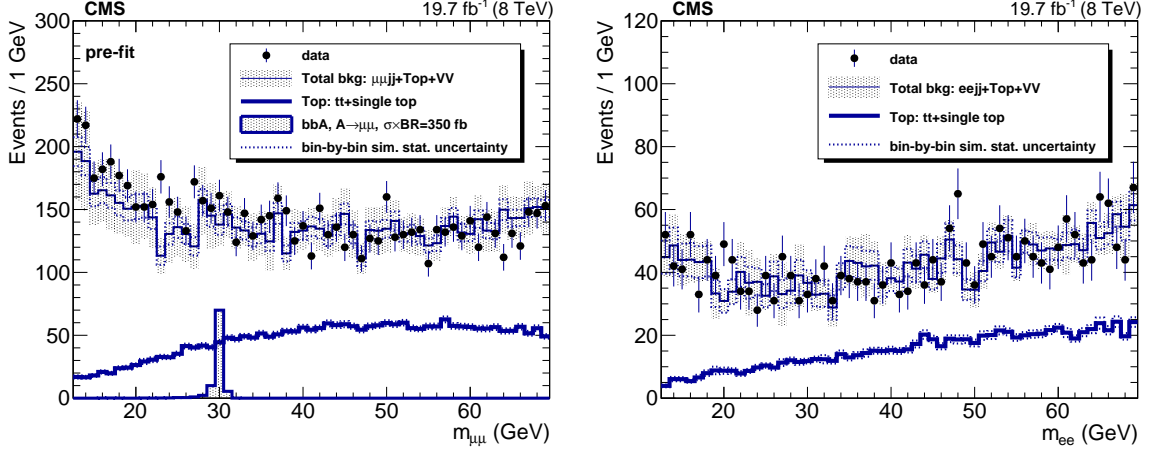 CMS
19.7 fb⁻¹ (8 TeV)
pre-fit
data
Total bkg: μμjj+Top+VV
Top: tt+single top
bbA, A→μμ, σ×BR=350 fb
bin-by-bin sim. stat. uncertainty
Events / 1 GeV
300
250
200
150
100
50
0
20
30
40
50
60
m_μμ (GeV)
CMS
19.7 fb⁻¹ (8 TeV)
data
Total bkg: eejj+Top+VV
Top: tt+single top
bin-by-bin sim. stat. uncertainty
Events / 1 GeV
120
100
80
60
40
20
0
20
30
40
50
60
m_ee (GeV)